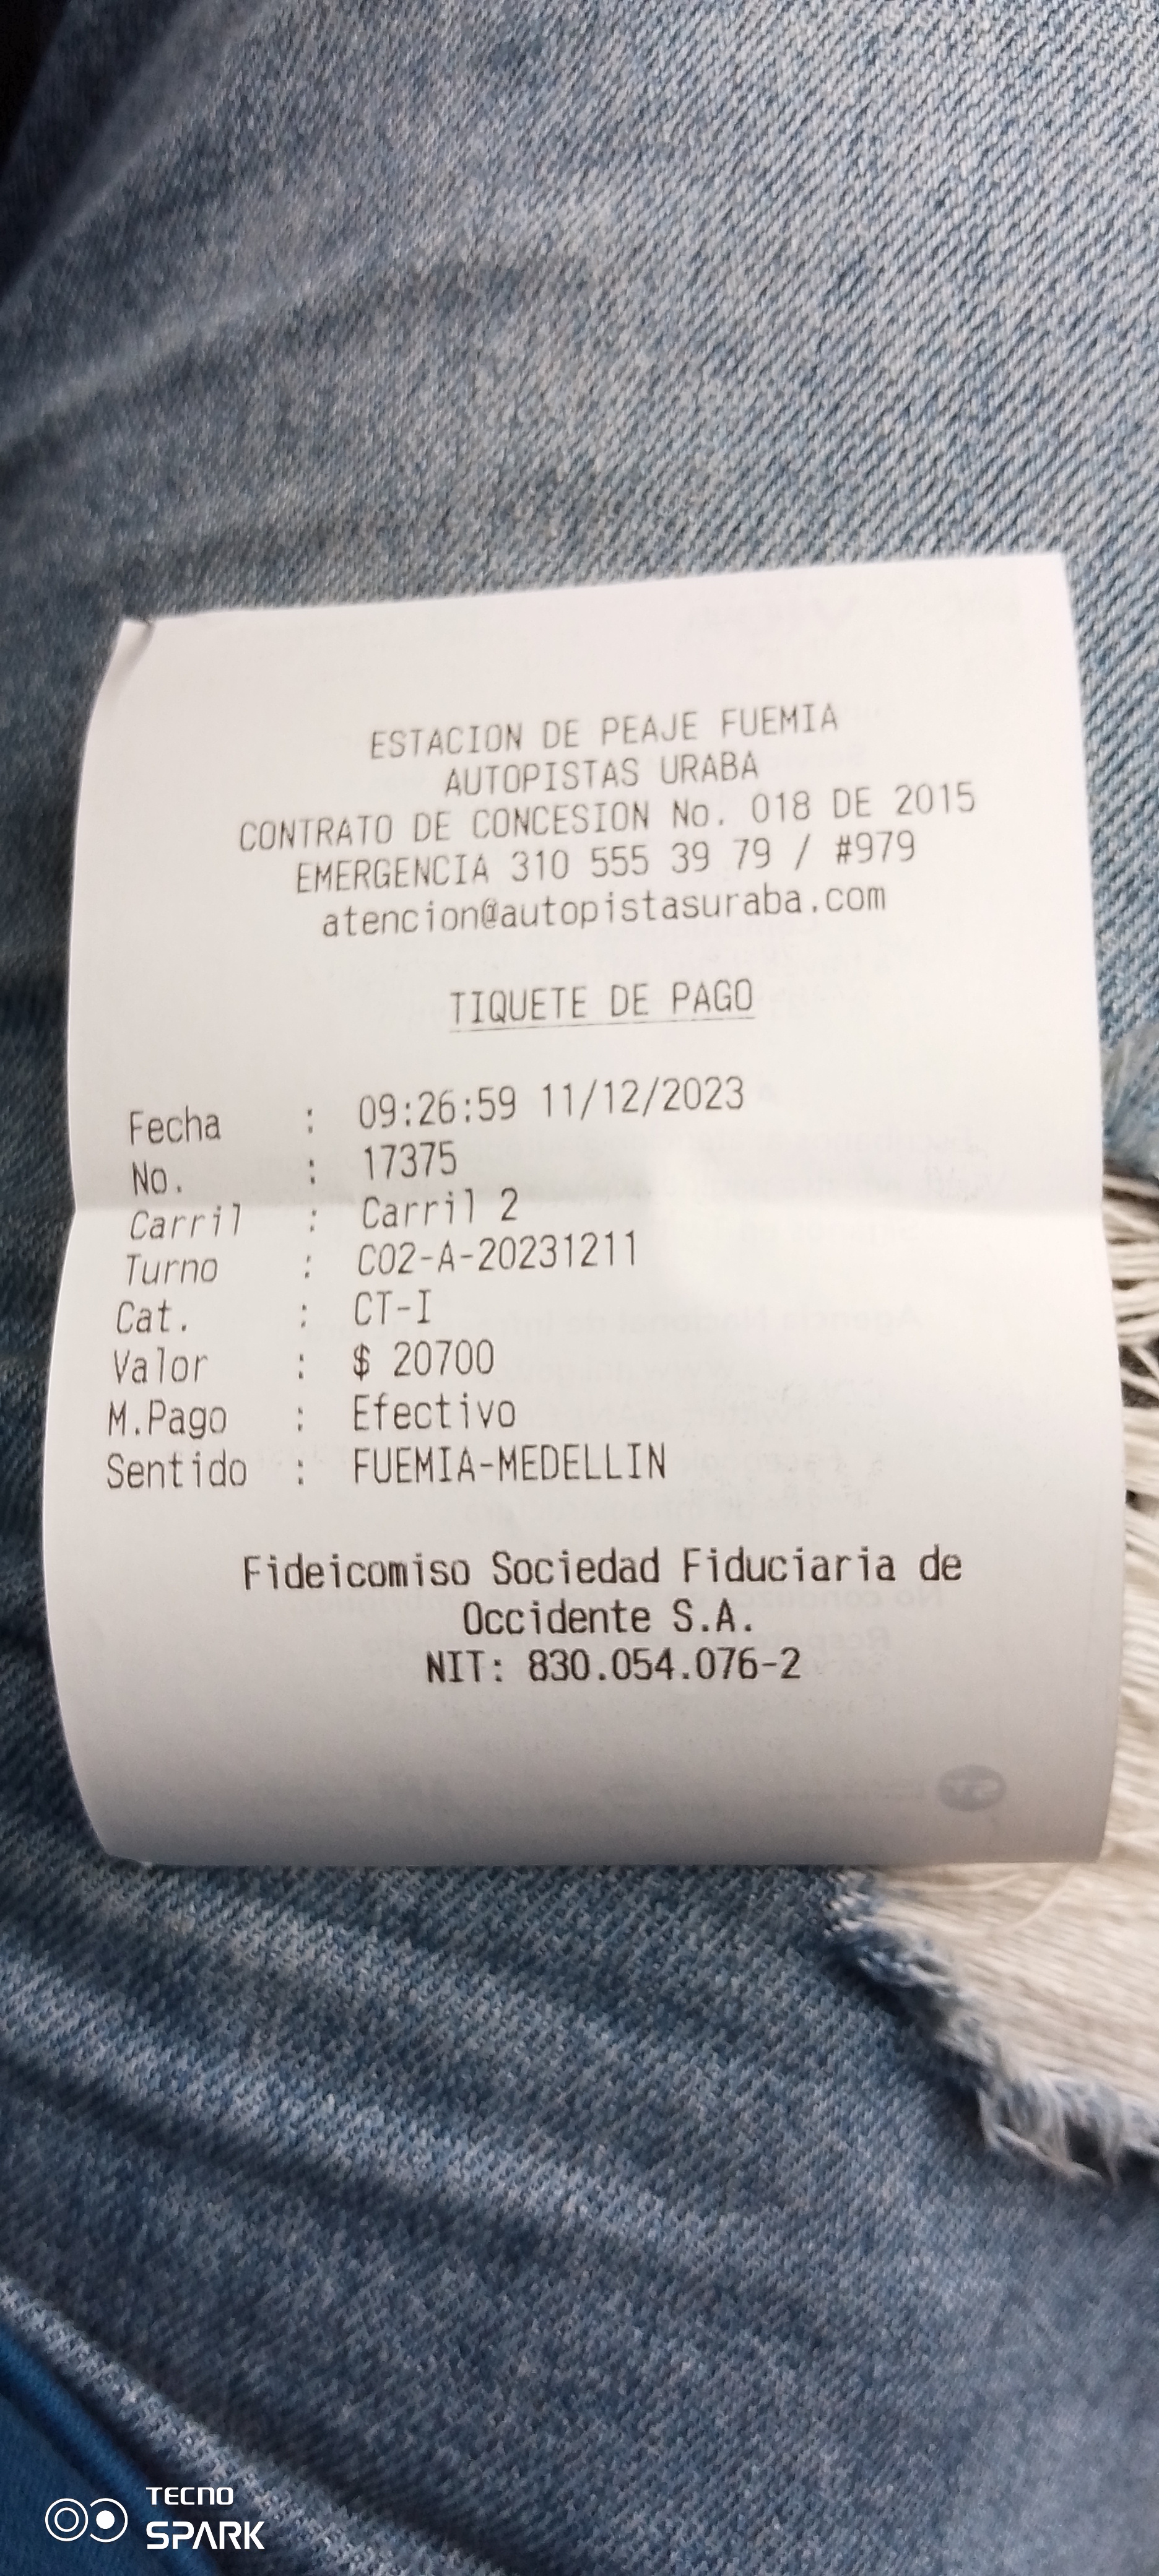 ESTACION DE PEAJE FUEMIA
AUTOPISTAS URABA
CONTRATO DE CONCESION No. 018 DE 2015
EMERGENCIA 310 555 39 79 / #979
atencion@autopistasuraba.com
TIQUETE DE PAGO
Fecha : 09:26:59 11/12/2023
No. : 17375
Carril : Carril 2
Turno : C02-A-20231211
Cat. : CT-I
Valor : $ 20700
M.Pago : Efectivo
Sentido : FUEMIA-MEDELLIN
Fideicomiso Sociedad Fiduciaria de
Occidente S.A.
NIT: 830.054.076-2
TECNO
SPARK